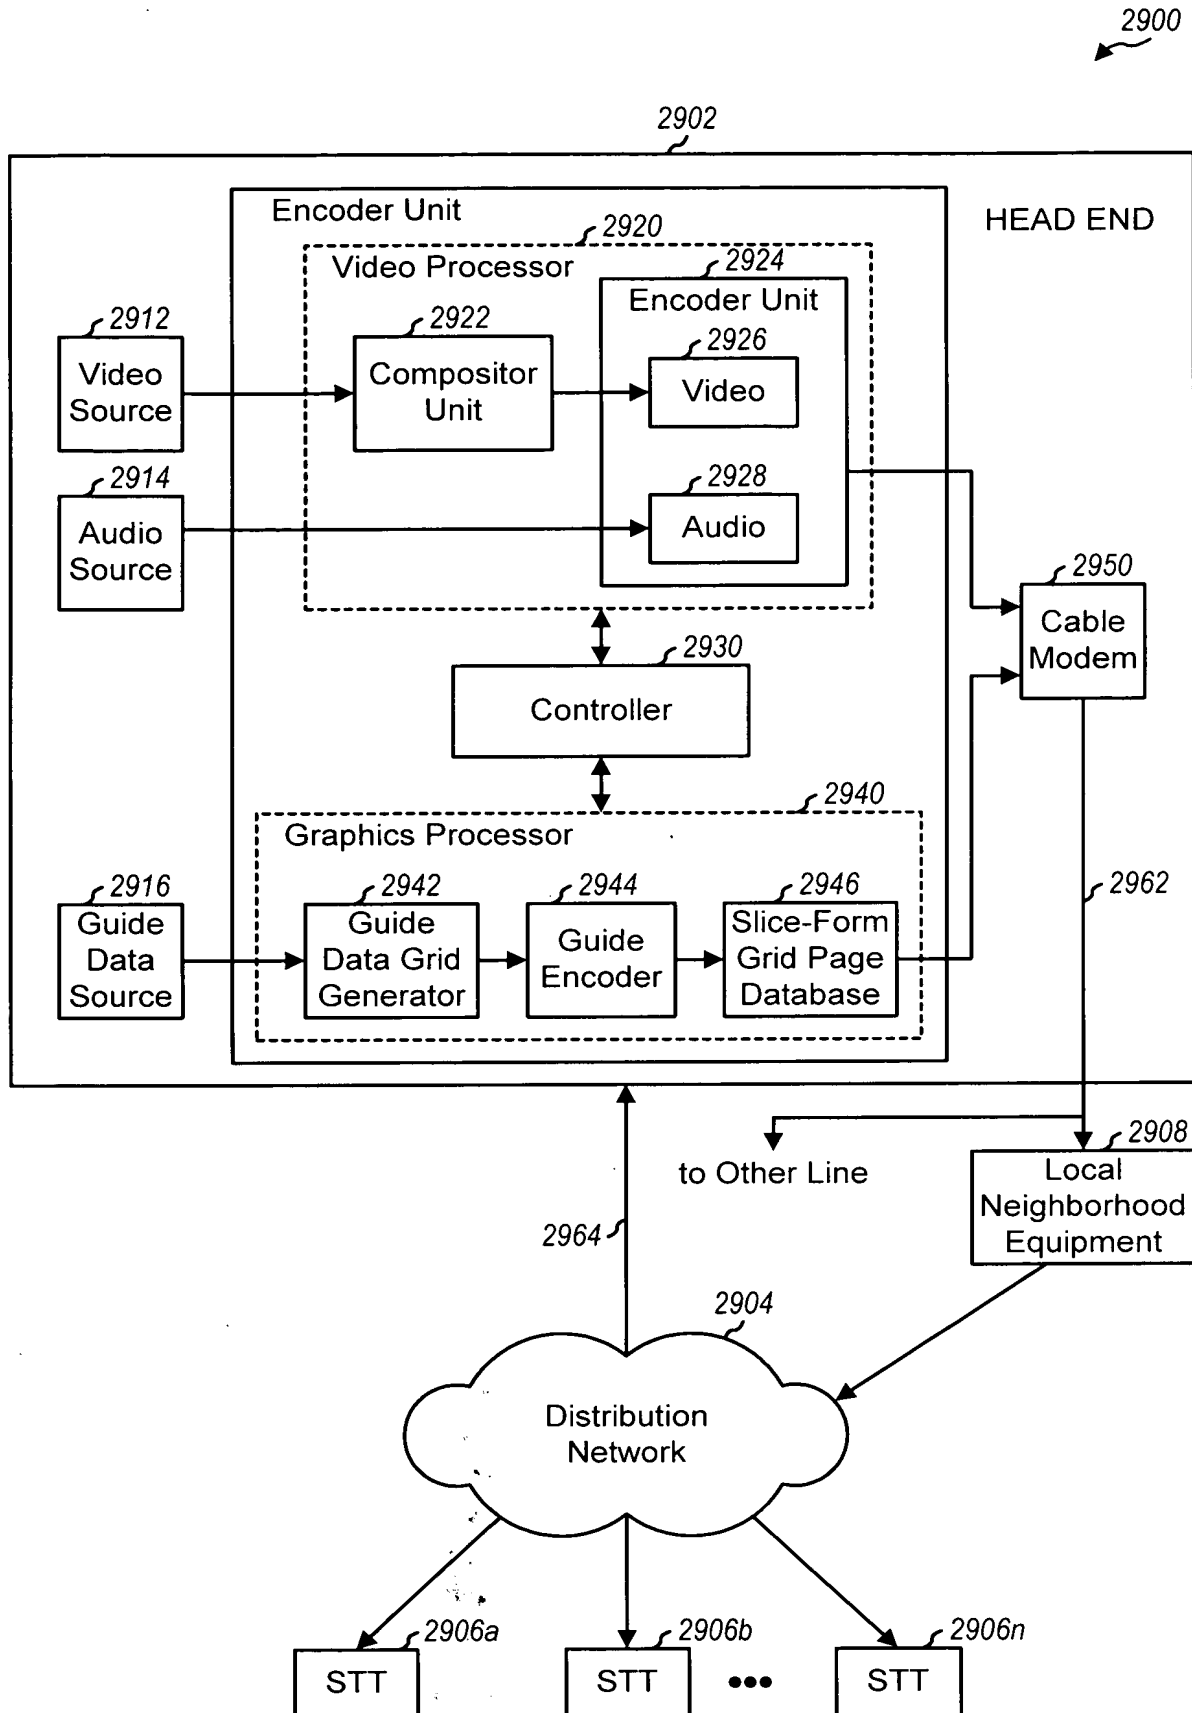 2900
2902
Encoder Unit
HEAD END
2920
Video Processor
2924
Encoder Unit
2912
Video
Source
2922
Compositor
Unit
2926
Video
2914
Audio
Source
2928
Audio
2950
Cable
Modem
2930
Controller
2940
Graphics Processor
2916
Guide
Data
Source
2942
Guide
Data Grid
Generator
2944
Guide
Encoder
2946
Slice-Form
Grid Page
Database
2962
to Other Line
2908
Local
Neighborhood
Equipment
2964
2904
Distribution
Network
2906a
STT
2906b
STT
2906n
STT